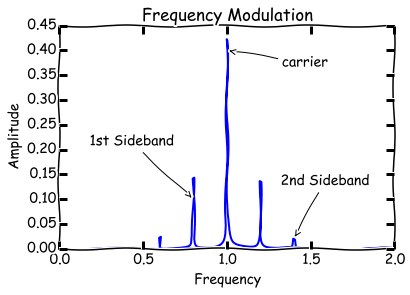 Frequency Modulation
0.45
0.40
0.35
0.30
0.25
0.20
0.15
0.10
0.05
0.00
Amplitude
carrier
1st Sideband
2nd Sideband
0.0 0.5 1.0 1.5 2.0
Frequency